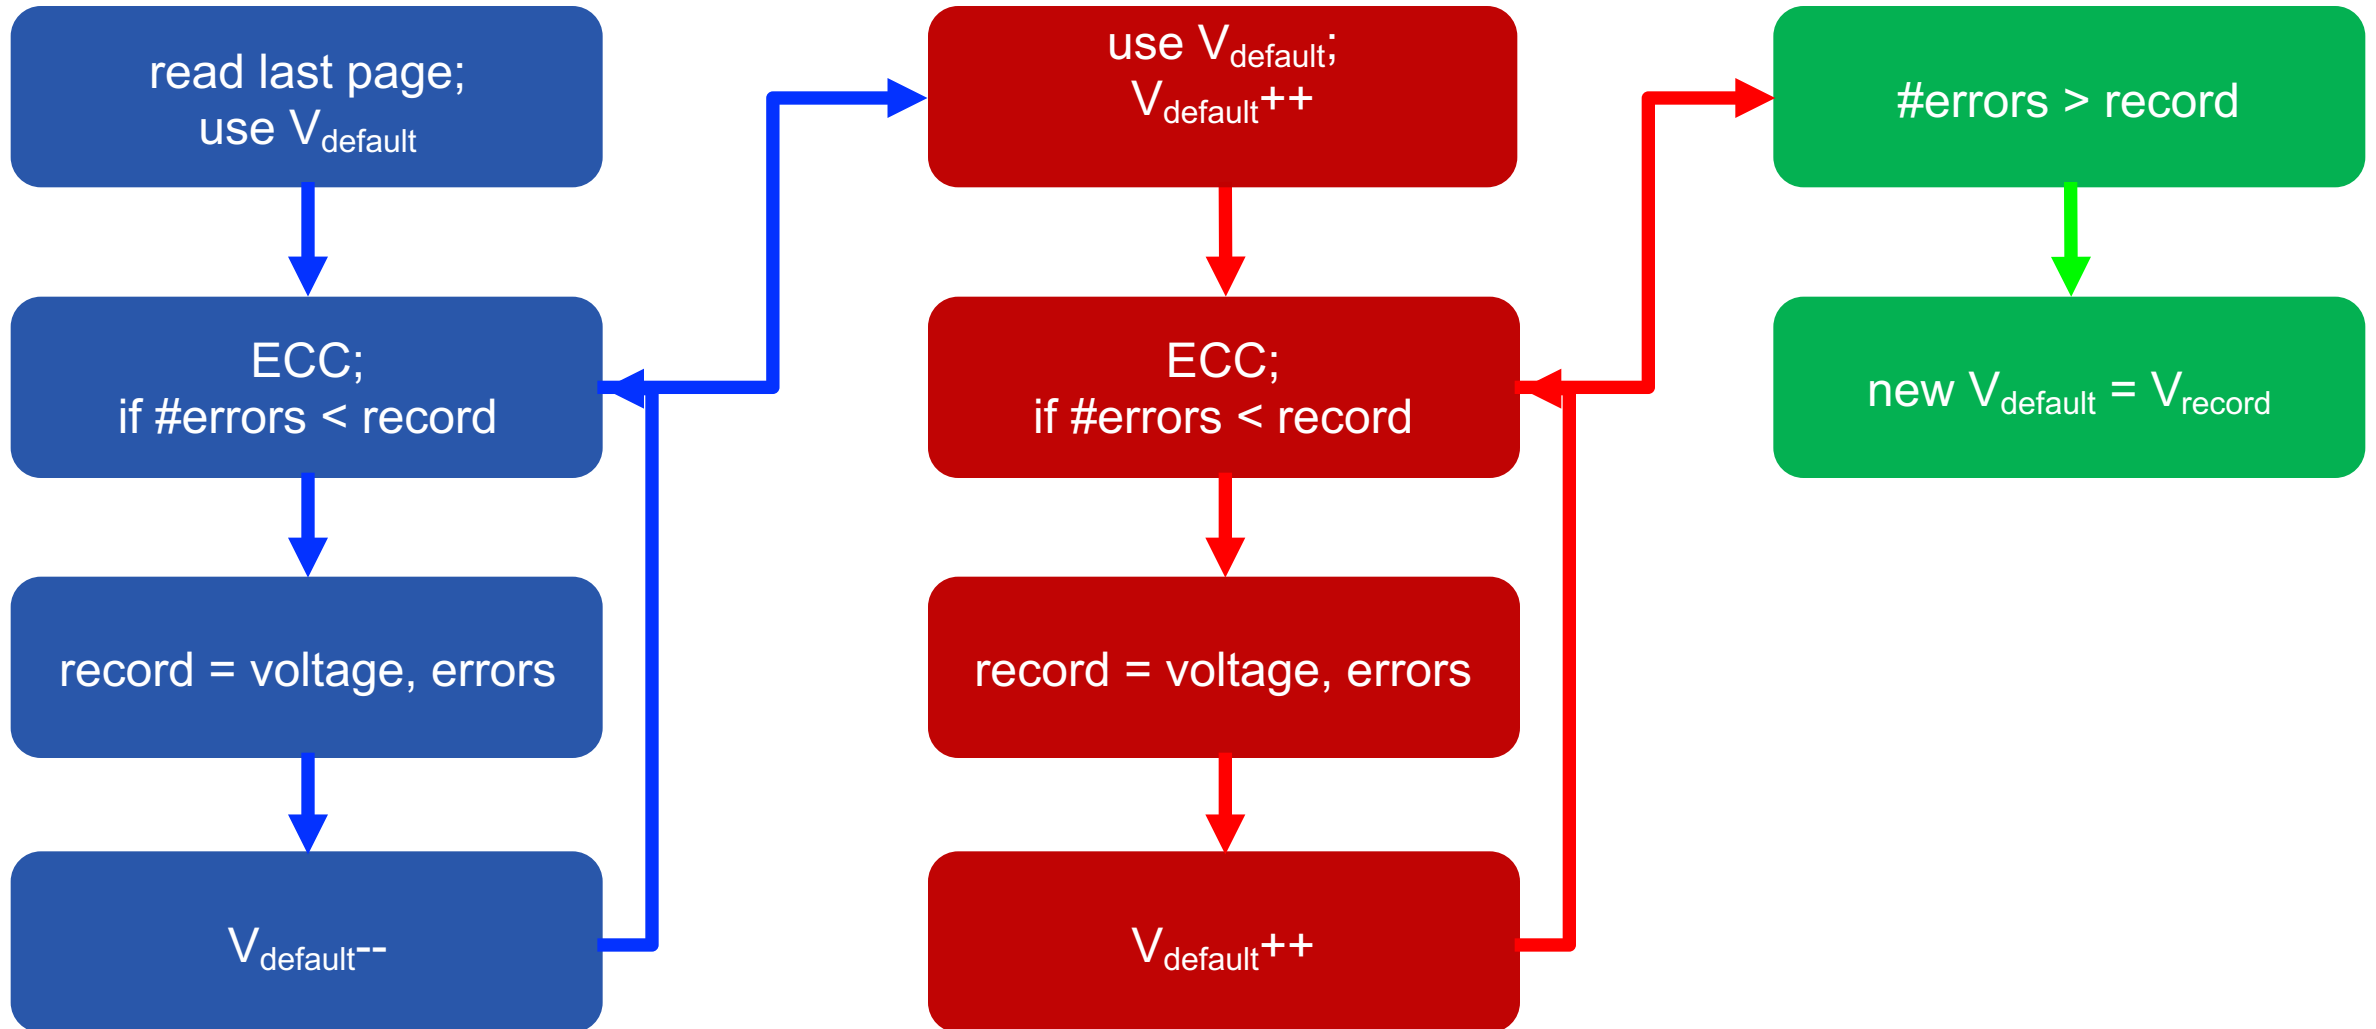 read last page;
use Vdefault
ECC;
if #errors < record
record = voltage, errors
Vdefault--
use Vdefault;
Vdefault++
ECC;
if #errors < record
record = voltage, errors
Vdefault++
#errors > record
new Vdefault = Vrecord